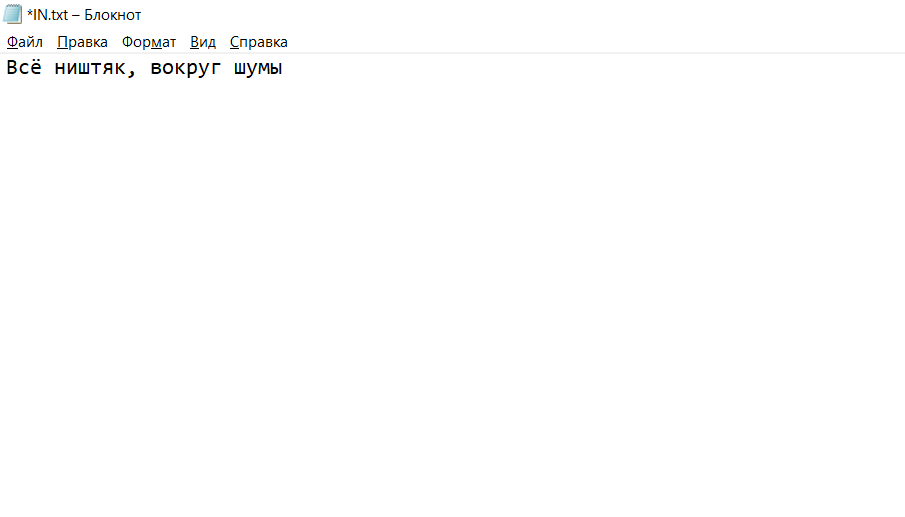 *IN.txt – Блокнот
Файл Правка Формат Вид Справка
Всё ништяк, вокруг шумы